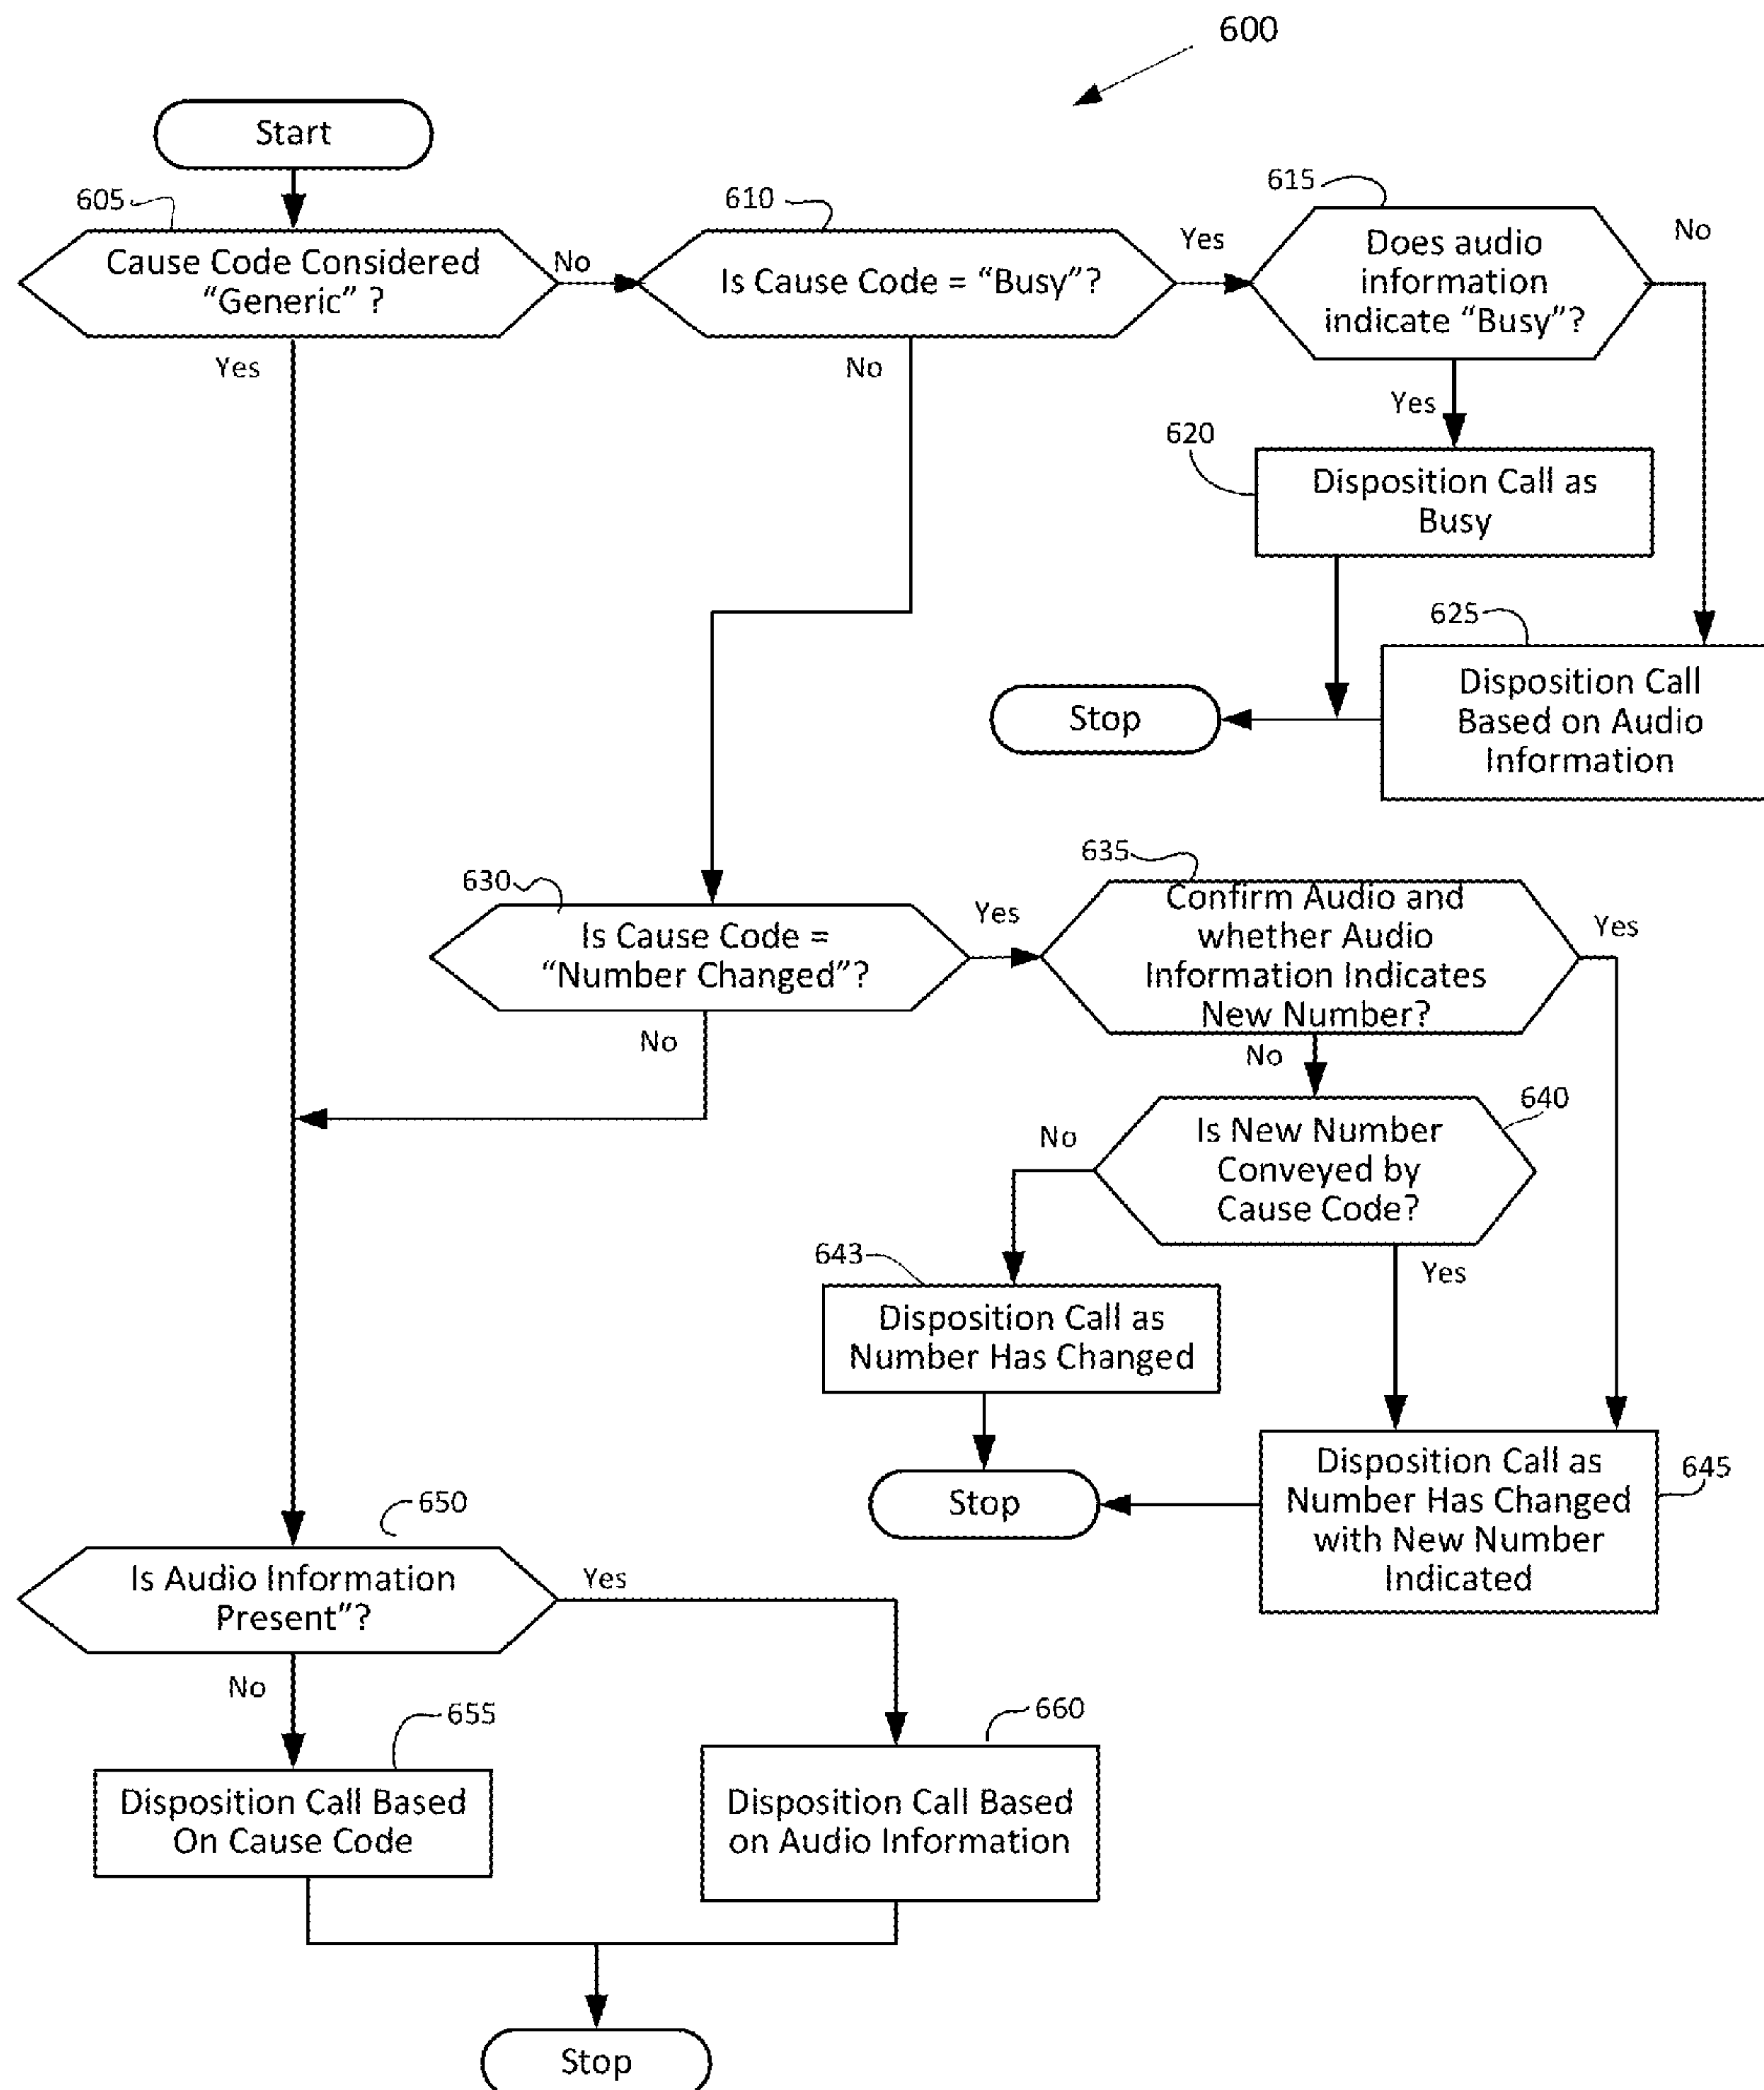 600
Start
605
Cause Code Considered
“Generic” ?
No
Yes
610
Is Cause Code = “Busy”?
Yes
No
615
Does audio
information
indicate “Busy”?
No
Yes
620
Disposition Call as
Busy
625
Disposition Call
Based on Audio
Information
Stop
630
Is Cause Code =
“Number Changed”?
Yes
No
635
Confirm Audio and
whether Audio
Information Indicates
New Number?
Yes
No
640
Is New Number
Conveyed by
Cause Code?
No
Yes
643
Disposition Call as
Number Has Changed
Stop
645
Disposition Call as
Number Has Changed
with New Number
Indicated
650
Is Audio Information
Present”?
Yes
No
655
Disposition Call Based
On Cause Code
660
Disposition Call Based
on Audio Information
Stop